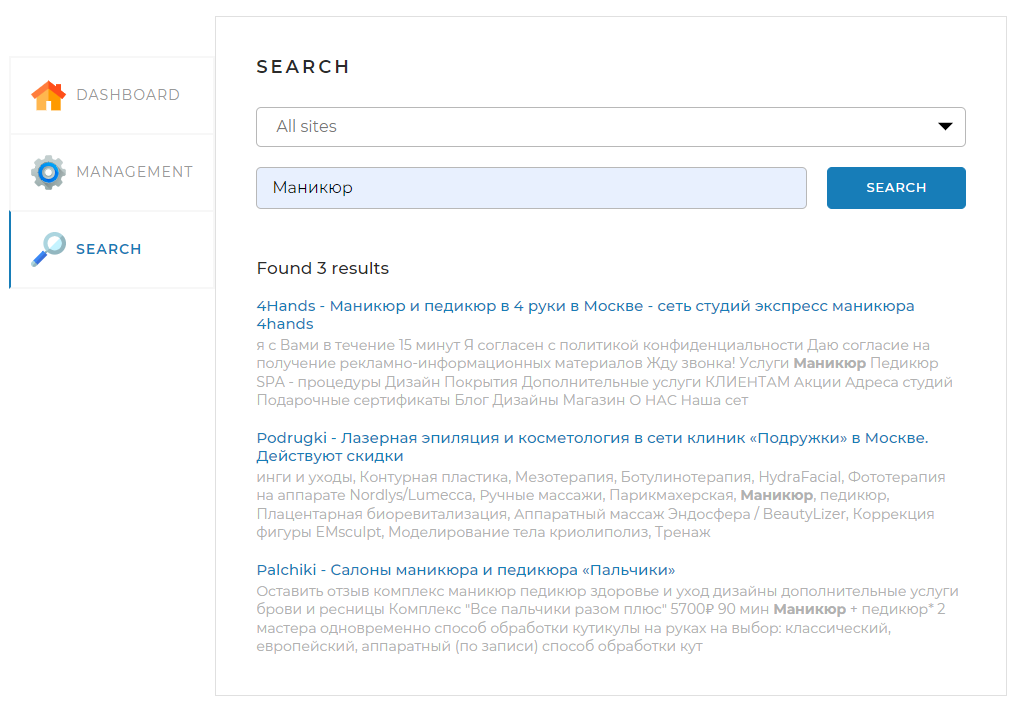 DASHBOARD
MANAGEMENT
SEARCH
SEARCH
All sites
Маникюр
SEARCH
Found 3 results
4Hands - Маникюр и педикюр в 4 руки в Москве - сеть студий экспресс маникюра
4hands
я с Вами в течение 15 минут Я согласен с политикой конфиденциальности Даю согласие на
получение рекламно-информационных материалов Жду звонка! Услуги Маникюр Педикюр
SPA - процедуры Дизайн Покрытия Дополнительные услуги КЛИЕНТАМ Акции Адреса студий
Подарочные сертификаты Блог Дизайны Магазин О НАС Наша сет
Podrugki - Лазерная эпиляция и косметология в сети клиник «Подружки» в Москве.
Действуют скидки
инги и уходы, Контурная пластика, Мезотерапия, Ботулинотерапия, HydraFacial, Фототерапия
на аппарате Nordlys/Lumecca, Ручные массажи, Парикмахерская, Маникюр, педикюр,
Плацентарная биоревитализация, Аппаратный массаж Эндосфера / BeautyLizer, Коррекция
фигуры EMsculpt, Моделирование тела криолиполиз, Тренаж
Palchiki - Салоны маникюра и педикюра «Пальчики»
Оставить отзыв комплекс маникюр педикюр здоровье и уход дизайны дополнительные услуги
брови и ресницы Комплекс "Все пальчики разом плюс" 5700₽ 90 мин Маникюр + педикюр* 2
мастера одновременно способ обработки кутикулы на руках на выбор: классический,
европейский, аппаратный (по записи) способ обработки кут